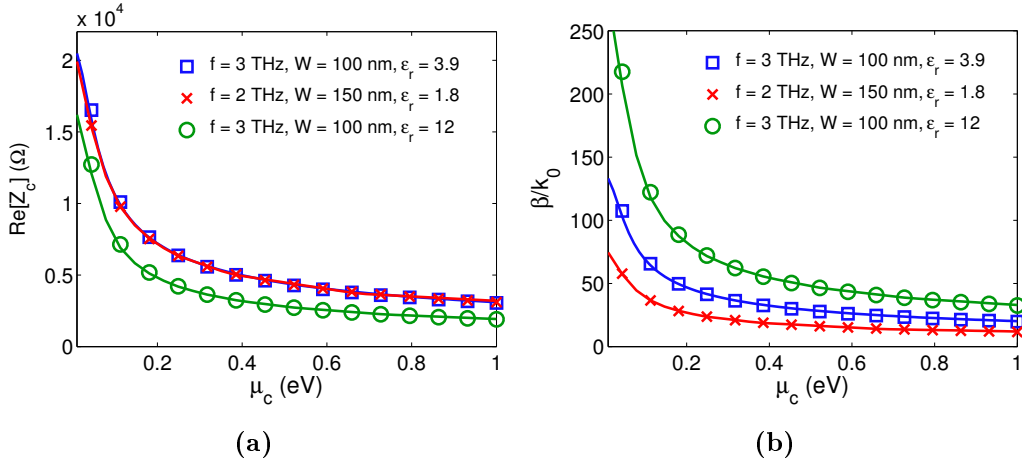 x 10⁴
2
1.5
1
0.5
0
0.2 0.4 0.6 0.8 1
Re[Z_c] (Ω)
μ_c (eV)
f = 3 THz, W = 100 nm, ε_r = 3.9
f = 2 THz, W = 150 nm, ε_r = 1.8
f = 3 THz, W = 100 nm, ε_r = 12
(a)
250
200
150
100
50
0
0.2 0.4 0.6 0.8 1
β/k_0
μ_c (eV)
f = 3 THz, W = 100 nm, ε_r = 3.9
f = 2 THz, W = 150 nm, ε_r = 1.8
f = 3 THz, W = 100 nm, ε_r = 12
(b)